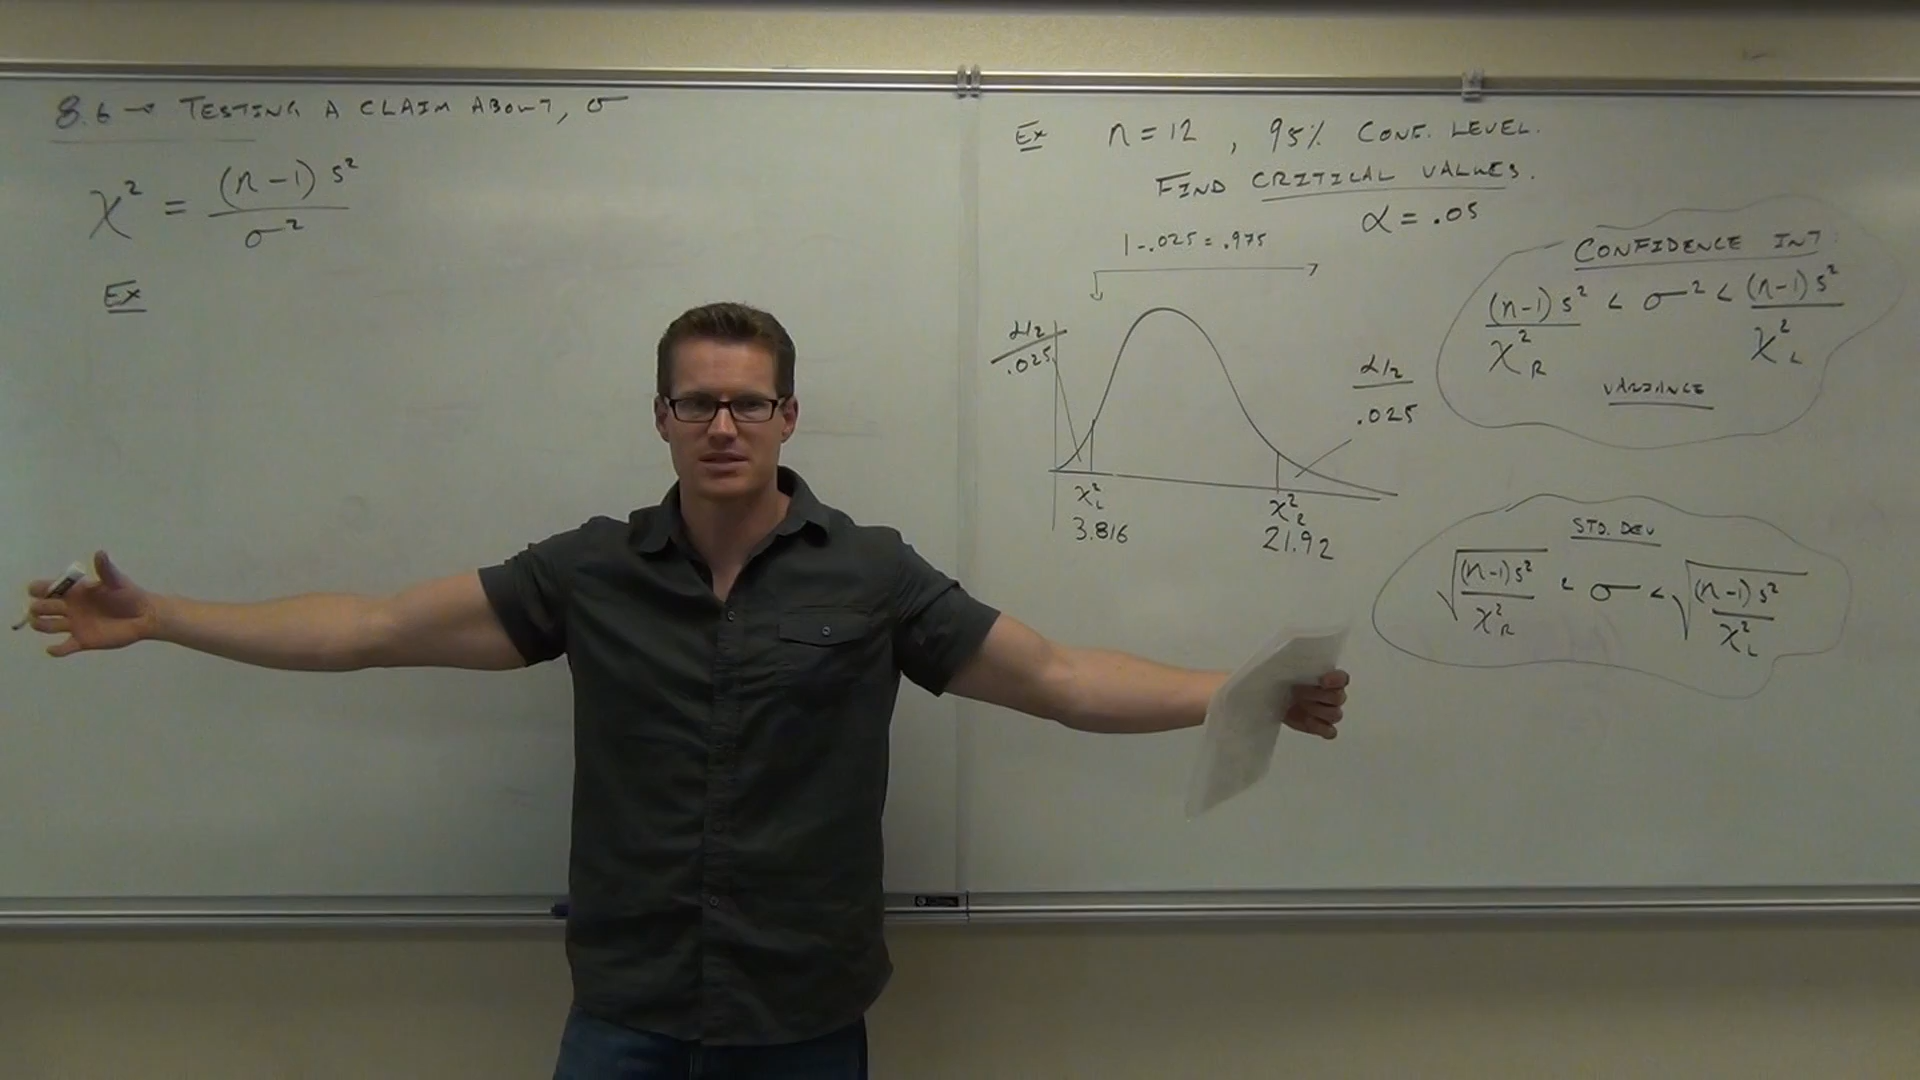 8.6 → TESTING A CLAIM ABOUT, σ
χ² = (n-1)s² / σ²
Ex
Ex n = 12 , 95% CONF. LEVEL.
FIND CRITICAL VALUES.
α = .05
1-.025 = .975
α/2
.025
α/2
.025
χ²L
3.816
χ²R
21.92
CONFIDENCE INT:
(n-1)s² / χ²R < σ² < (n-1)s² / χ²L
VARIANCE
STD. DEV
√((n-1)s² / χ²R) < σ < √((n-1)s² / χ²L)